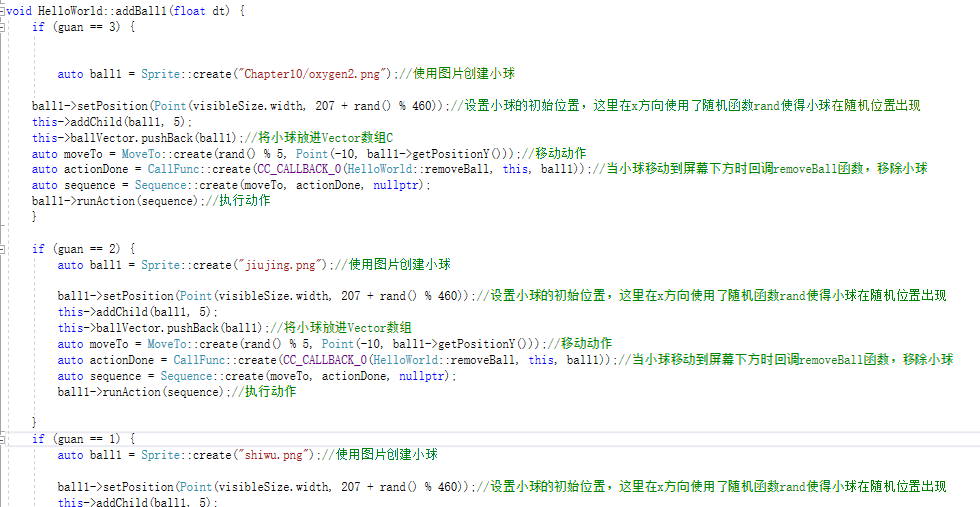 void HelloWorld::addBall1(float dt) {
if (guan == 3) {
auto ball1 = Sprite::create("Chapter10/oxygen2.png");//使用图片创建小球
ball1->setPosition(Point(visibleSize.width, 207 + rand() % 460));//设置小球的初始位置，这里在x方向使用了随机函数rand使得小球在随机位置出现
this->addChild(ball1, 5);
this->ballVector.pushBack(ball1);//将小球放进Vector数组C
auto moveTo = MoveTo::create(rand() % 5, Point(-10, ball1->getPositionY()));//移动动作
auto actionDone = CallFunc::create(CC_CALLBACK_0(HelloWorld::removeBall, this, ball1));//当小球移动到屏幕下方时回调removeBall函数，移除小球
auto sequence = Sequence::create(moveTo, actionDone, nullptr);
ball1->runAction(sequence);//执行动作
}
if (guan == 2) {
auto ball1 = Sprite::create("jiujing.png");//使用图片创建小球
ball1->setPosition(Point(visibleSize.width, 207 + rand() % 460));//设置小球的初始位置，这里在x方向使用了随机函数rand使得小球在随机位置出现
this->addChild(ball1, 5);
this->ballVector.pushBack(ball1);//将小球放进Vector数组
auto moveTo = MoveTo::create(rand() % 5, Point(-10, ball1->getPositionY()));//移动动作
auto actionDone = CallFunc::create(CC_CALLBACK_0(HelloWorld::removeBall, this, ball1));//当小球移动到屏幕下方时回调removeBall函数，移除小球
auto sequence = Sequence::create(moveTo, actionDone, nullptr);
ball1->runAction(sequence);//执行动作
}
if (guan == 1) {
auto ball1 = Sprite::create("shiwu.png");//使用图片创建小球
ball1->setPosition(Point(visibleSize.width, 207 + rand() % 460));//设置小球的初始位置，这里在x方向使用了随机函数rand使得小球在随机位置出现
this->addChild(ball1, 5);